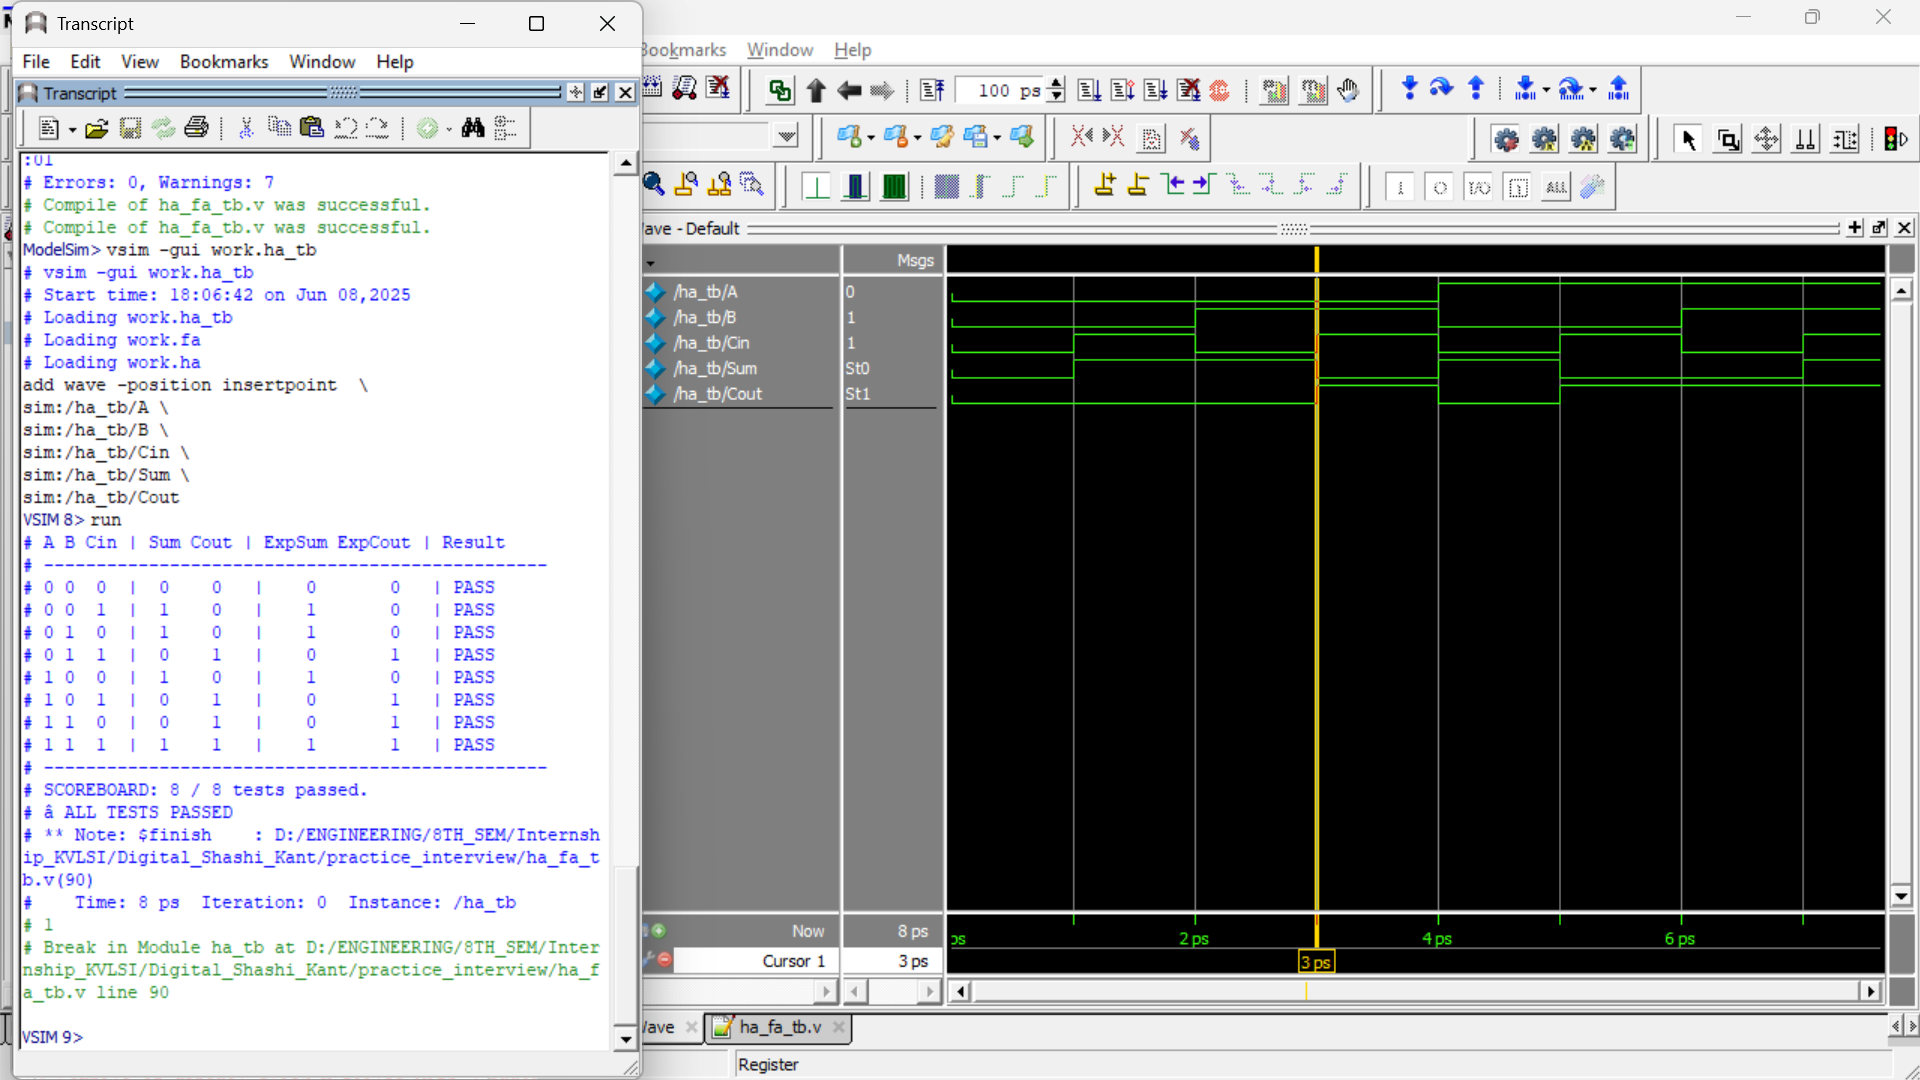 Transcript
File Edit View Bookmarks Window Help
Transcript
:01
# Errors: 0, Warnings: 7
# Compile of ha_fa_tb.v was successful.
# Compile of ha_fa_tb.v was successful.
ModelSim> vsim -gui work.ha_tb
# vsim -gui work.ha_tb
# Start time: 18:06:42 on Jun 08,2025
# Loading work.ha_tb
# Loading work.fa
# Loading work.ha
add wave -position insertpoint \
sim:/ha_tb/A \
sim:/ha_tb/B \
sim:/ha_tb/Cin \
sim:/ha_tb/Sum \
sim:/ha_tb/Cout
VSIM 8> run
# A B Cin | Sum Cout | ExpSum ExpCout | Result
# ------------------------------------------------
# 0 0 0 | 0 0 | 0 0 | PASS
# 0 0 1 | 1 0 | 1 0 | PASS
# 0 1 0 | 1 0 | 1 0 | PASS
# 0 1 1 | 0 1 | 0 1 | PASS
# 1 0 0 | 1 0 | 1 0 | PASS
# 1 0 1 | 0 1 | 0 1 | PASS
# 1 1 0 | 0 1 | 0 1 | PASS
# 1 1 1 | 1 1 | 1 1 | PASS
# ------------------------------------------------
# SCOREBOARD: 8 / 8 tests passed.
# â ALL TESTS PASSED
# ** Note: $finish : D:/ENGINEERING/8TH_SEM/Internsh
ip_KVLSI/Digital_Shashi_Kant/practice_interview/ha_fa_t
b.v(90)
# Time: 8 ps Iteration: 0 Instance: /ha_tb
# 1
# Break in Module ha_tb at D:/ENGINEERING/8TH_SEM/Inter
nship_KVLSI/Digital_Shashi_Kant/practice_interview/ha_f
a_tb.v line 90
VSIM 9>
Bookmarks Window Help
100 ps
I/O ALL
ave - Default
Msgs
/ha_tb/A 0
/ha_tb/B 1
/ha_tb/Cin 1
/ha_tb/Sum St0
/ha_tb/Cout St1
Now 8 ps
ps 2 ps 4 ps 6 ps
Cursor 1 3 ps
3 ps
Wave ha_fa_tb.v
Register